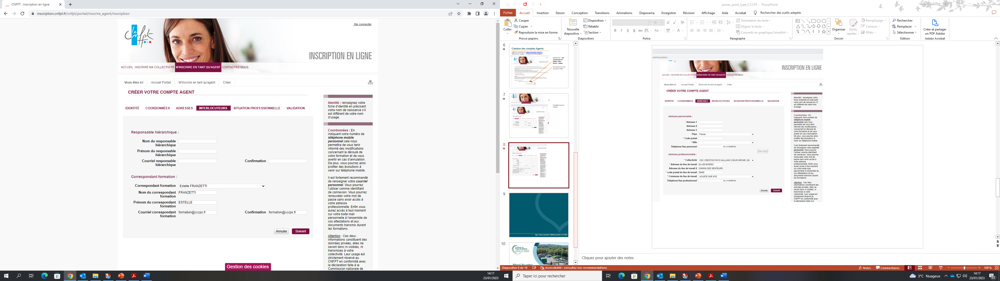 CNFPT : Inscription en ligne
inscription.cnfpt.fr/cnfpt/portail/inscrire_agent/inscription
Me connecter
INSCRIPTION EN LIGNE
ACCUEIL INSCRIRE MA COLLECTIVITÉ M'INSCRIRE EN TANT QU'AGENT CONTACTEZ-NOUS
Vous êtes ici Accueil Portail M'inscrire en tant qu'agent Créer
CRÉER VOTRE COMPTE AGENT
IDENTITÉ COORDONNÉES ADRESSES INTERLOCUTEURS SITUATION PROFESSIONNELLE VALIDATION
Responsable hiérarchique :
Nom du responsable
hiérarchique
Prénom du responsable
hiérarchique
Courriel responsable
hiérarchique
Confirmation
Correspondant formation :
Correspondant formation Estelle FRANZETTI
Nom du correspondant
formation
FRANZETTI
Prénom du correspondant
formation
ESTELLE
Courriel correspondant
formation
formation@cccps.fr
Confirmation formation@cccps.fr
Annuler Suivant
Identité : renseignez votre
fiche d'identité en précisant
votre nom de naissance s'il
est différent de votre nom
d'usage.
Coordonnées : En
indiquant votre numéro de
téléphone mobile
personnel cela nous
permettra de vous tenir
informé des modifications
concernant le déroulé de
votre formation et de vous
avertir en cas d'annulation.
De plus, vous pourrez ainsi
profiter des évolutions à
venir sur téléphone mobile.
Il est fortement recommandé
de renseigner votre courriel
personnel. Vous pourrez
l'utiliser comme identifiant
de connexion. Vous pourrez
renouveler votre mot de
passe sans avoir accès à
votre adresse
professionnelle. Enfin vous
aurez accès à tout moment
sur votre boite mail
personnelle à l'ensemble de
vos attestations et aux
documents transmis durant
les formations.
Attention : Ces deux
informations constituent des
données privées, elles ne
seront donc ni visibles, ni
transmises à votre
collectivité. Leur usage est
strictement réservé au
CNFPT en conformité avec
la déclaration faite à la
Commission nationale de
Gestion des cookies
14:17
23/01/2023
power_point_type_CCCPS - PowerPoint
Comptabilité C
Fichier Accueil Insertion Dessin Conception Transitions Animations Diaporama Enregistrer Révision Affichage Aide Acrobat Rechercher des outils adaptés
Coller
Couper
Copier
Reproduire la mise en forme
Presse-papiers
Nouvelle
diapositive
Disposition
Rétablir
Section
Diapositives
18
G I S S abc AV Aa
Police
Orientation du texte
Aligner le texte
Convertir en graphique SmartArt
Paragraphe
Organiser
Styles
rapides
Remplissage
Contour
Effets
Dessin
Rechercher
Remplacer
Sélectionner
Édition
Créer et partager
un PDF Adobe
Adobe Acrobat
6
Création des comptes Agents
7
8
9
10
ent/inscription
INSCRIPTION EN LIGNE
ACCUEIL INSCRIRE MA COLLECTIVITÉ M'INSCRIRE EN TANT QU'AGENT CONTACTEZ-NOUS
Vous êtes ici Accueil Portail M'inscrire en tant qu'agent Créer
CRÉER VOTRE COMPTE AGENT
IDENTITÉ COORDONNÉES ADRESSES INTERLOCUTEURS SITUATION PROFESSIONNELLE VALIDATION
Adresse personnelle :
* Adresse 1
Adresse 2
Adresse 3
Pays France
* Code postal
* Ville
Téléphone fixe personnel Ex: 0123456789
[Sans titre]
Adresse professionnelle :
* Collectivité CDC CRESTOIS PAYS SAILLANS COEUR DROME (26)
* Adresse du lieu de travail ZA LES BORIES
Adresse du lieu de travail 2 CHEMIN DES SENTEURS
* code postal du lieu de travail 26400
* Commune du lieu de travail AOUSTE SUR SYE
Téléphone fixe professionnel Ex: 0123456789
Annuler Suivant
Identité : renseignez votre
fiche d'identité en précisant
votre nom de naissance s'il
est différent de votre nom
d'usage.
Coordonnées : En
indiquant votre numéro de
téléphone mobile
personnel cela nous
permettra de vous tenir
informé des modifications
concernant le déroulé de
votre formation et de vous
avertir en cas d'annulation.
De plus, vous pourrez ainsi
profiter des évolutions à
venir sur téléphone mobile.
Il est fortement recommandé
de renseigner votre courriel
personnel. Vous pourrez
l'utiliser comme identifiant
de connexion. Vous pourrez
renouveler votre mot de
passe sans avoir accès à
votre adresse
professionnelle. Enfin vous
aurez accès à tout moment
sur votre boite mail
personnelle à l'ensemble de
vos attestations et aux
documents transmis durant
les formations.
Attention : Ces deux
informations constituent des
données privées, elles ne
seront donc ni visibles, ni
transmises à votre
collectivité. Leur usage est
strictement réservé au
CNFPT en conformité avec
la déclaration faite à la
Cliquez pour ajouter des notes
Diapositive 8 de 10 Accessibilité : consultez nos recommandations
Notes Commentaires 109 %
Taper ici pour rechercher
3°C Nuageux
14:17
23/01/2023
22